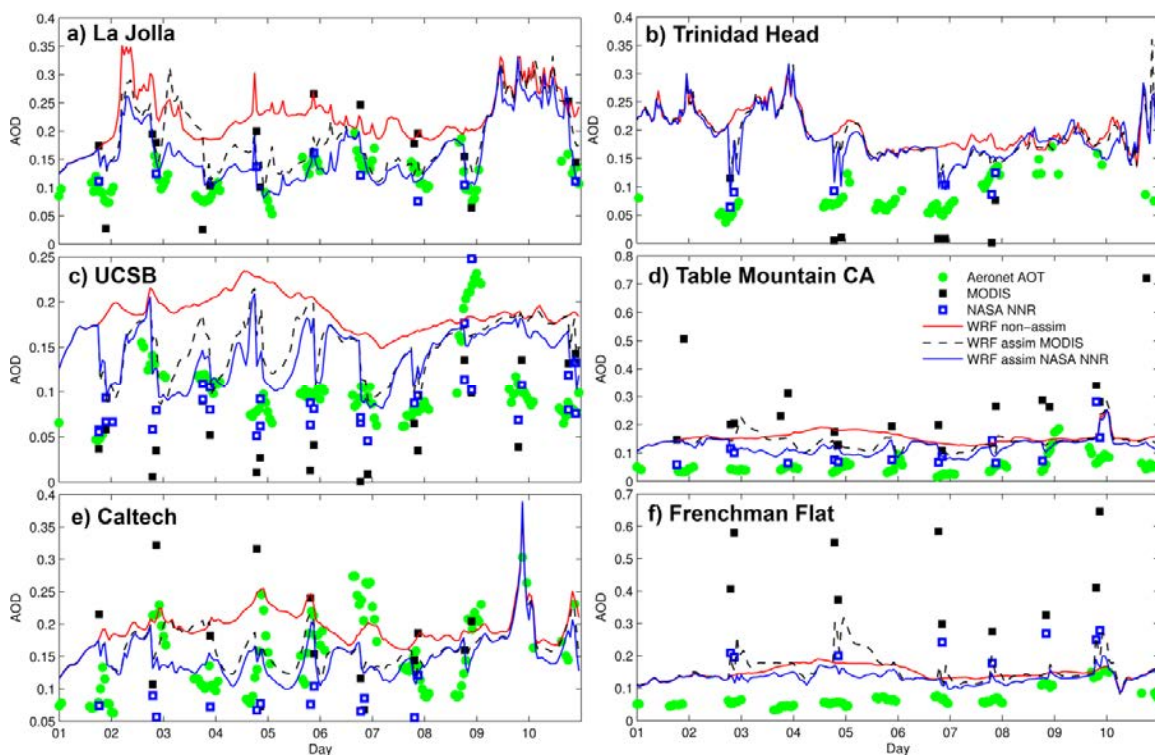 a) La Jolla
b) Trinidad Head
AOD
0.4
0.35
0.3
0.25
0.2
0.15
0.1
0.05
0
AOD
0.4
0.35
0.3
0.25
0.2
0.15
0.1
0.05
0
c) UCSB
d) Table Mountain CA
AOD
0.25
0.2
0.15
0.1
0.05
0
AOD
0.8
0.7
0.6
0.5
0.4
0.3
0.2
0.1
0
Aeronet AOT
MODIS
NASA NNR
WRF non-assim
WRF assim MODIS
WRF assim NASA NNR
e) Caltech
f) Frenchman Flat
AOD
0.4
0.35
0.3
0.25
0.2
0.15
0.1
0.05
AOD
0.7
0.6
0.5
0.4
0.3
0.2
0.1
0
01 02 03 04 05 06 07 08 09 10
Day
01 02 03 04 05 06 07 08 09 10
Day